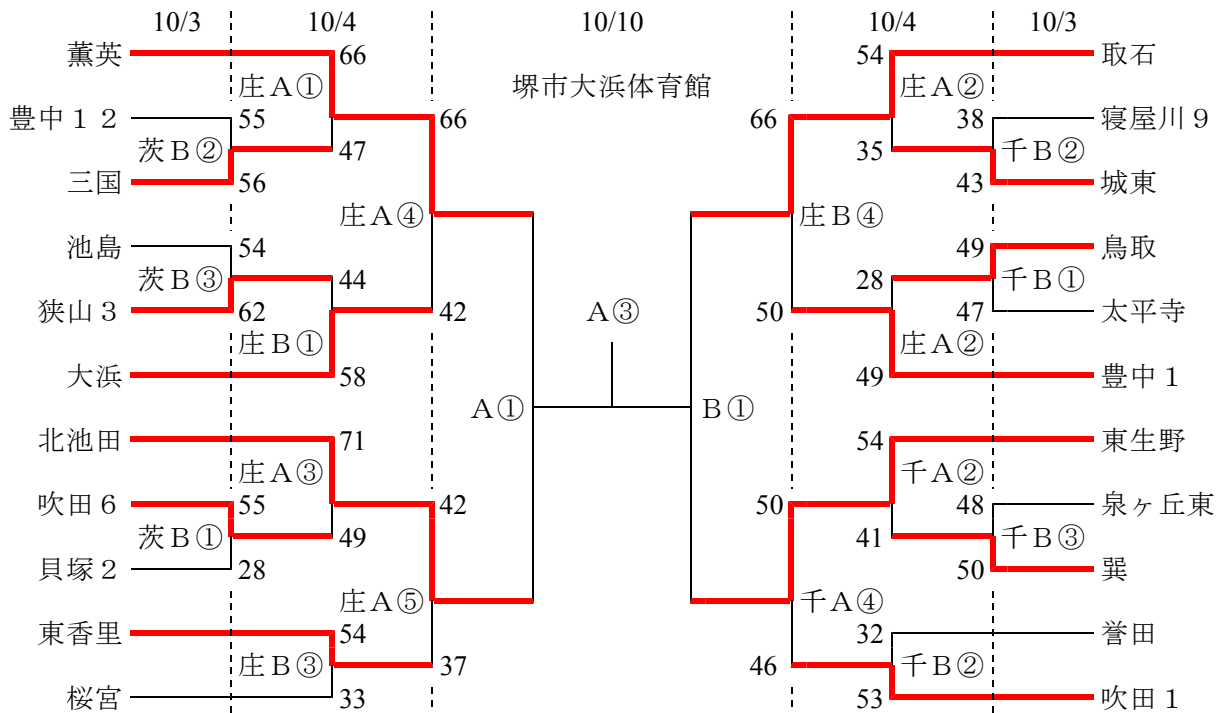 10/3 10/4 10/10 10/4 10/3
薫英 66 54 取石
庄A① 堺市大浜体育館 庄A②
豊中１２ 55 66 66 38 寝屋川９
茨B② 47 35 千B②
三国 56 43 城東
庄A④ 庄B④
池島 54 49 鳥取
茨B③ 44 28 千B①
狭山３ 62 42 A③ 50 47 太平寺
庄B① 庄A②
大浜 58 49 豊中１
A① B①
北池田 71 54 東生野
庄A③ 千A②
吹田６ 55 42 50 48 泉ヶ丘東
茨B① 49 41 千B③
貝塚２ 28 50 巽
庄A⑤ 千A④
東香里 54 32 誉田
庄B③ 37 46 千B②
桜宮 33 53 吹田１